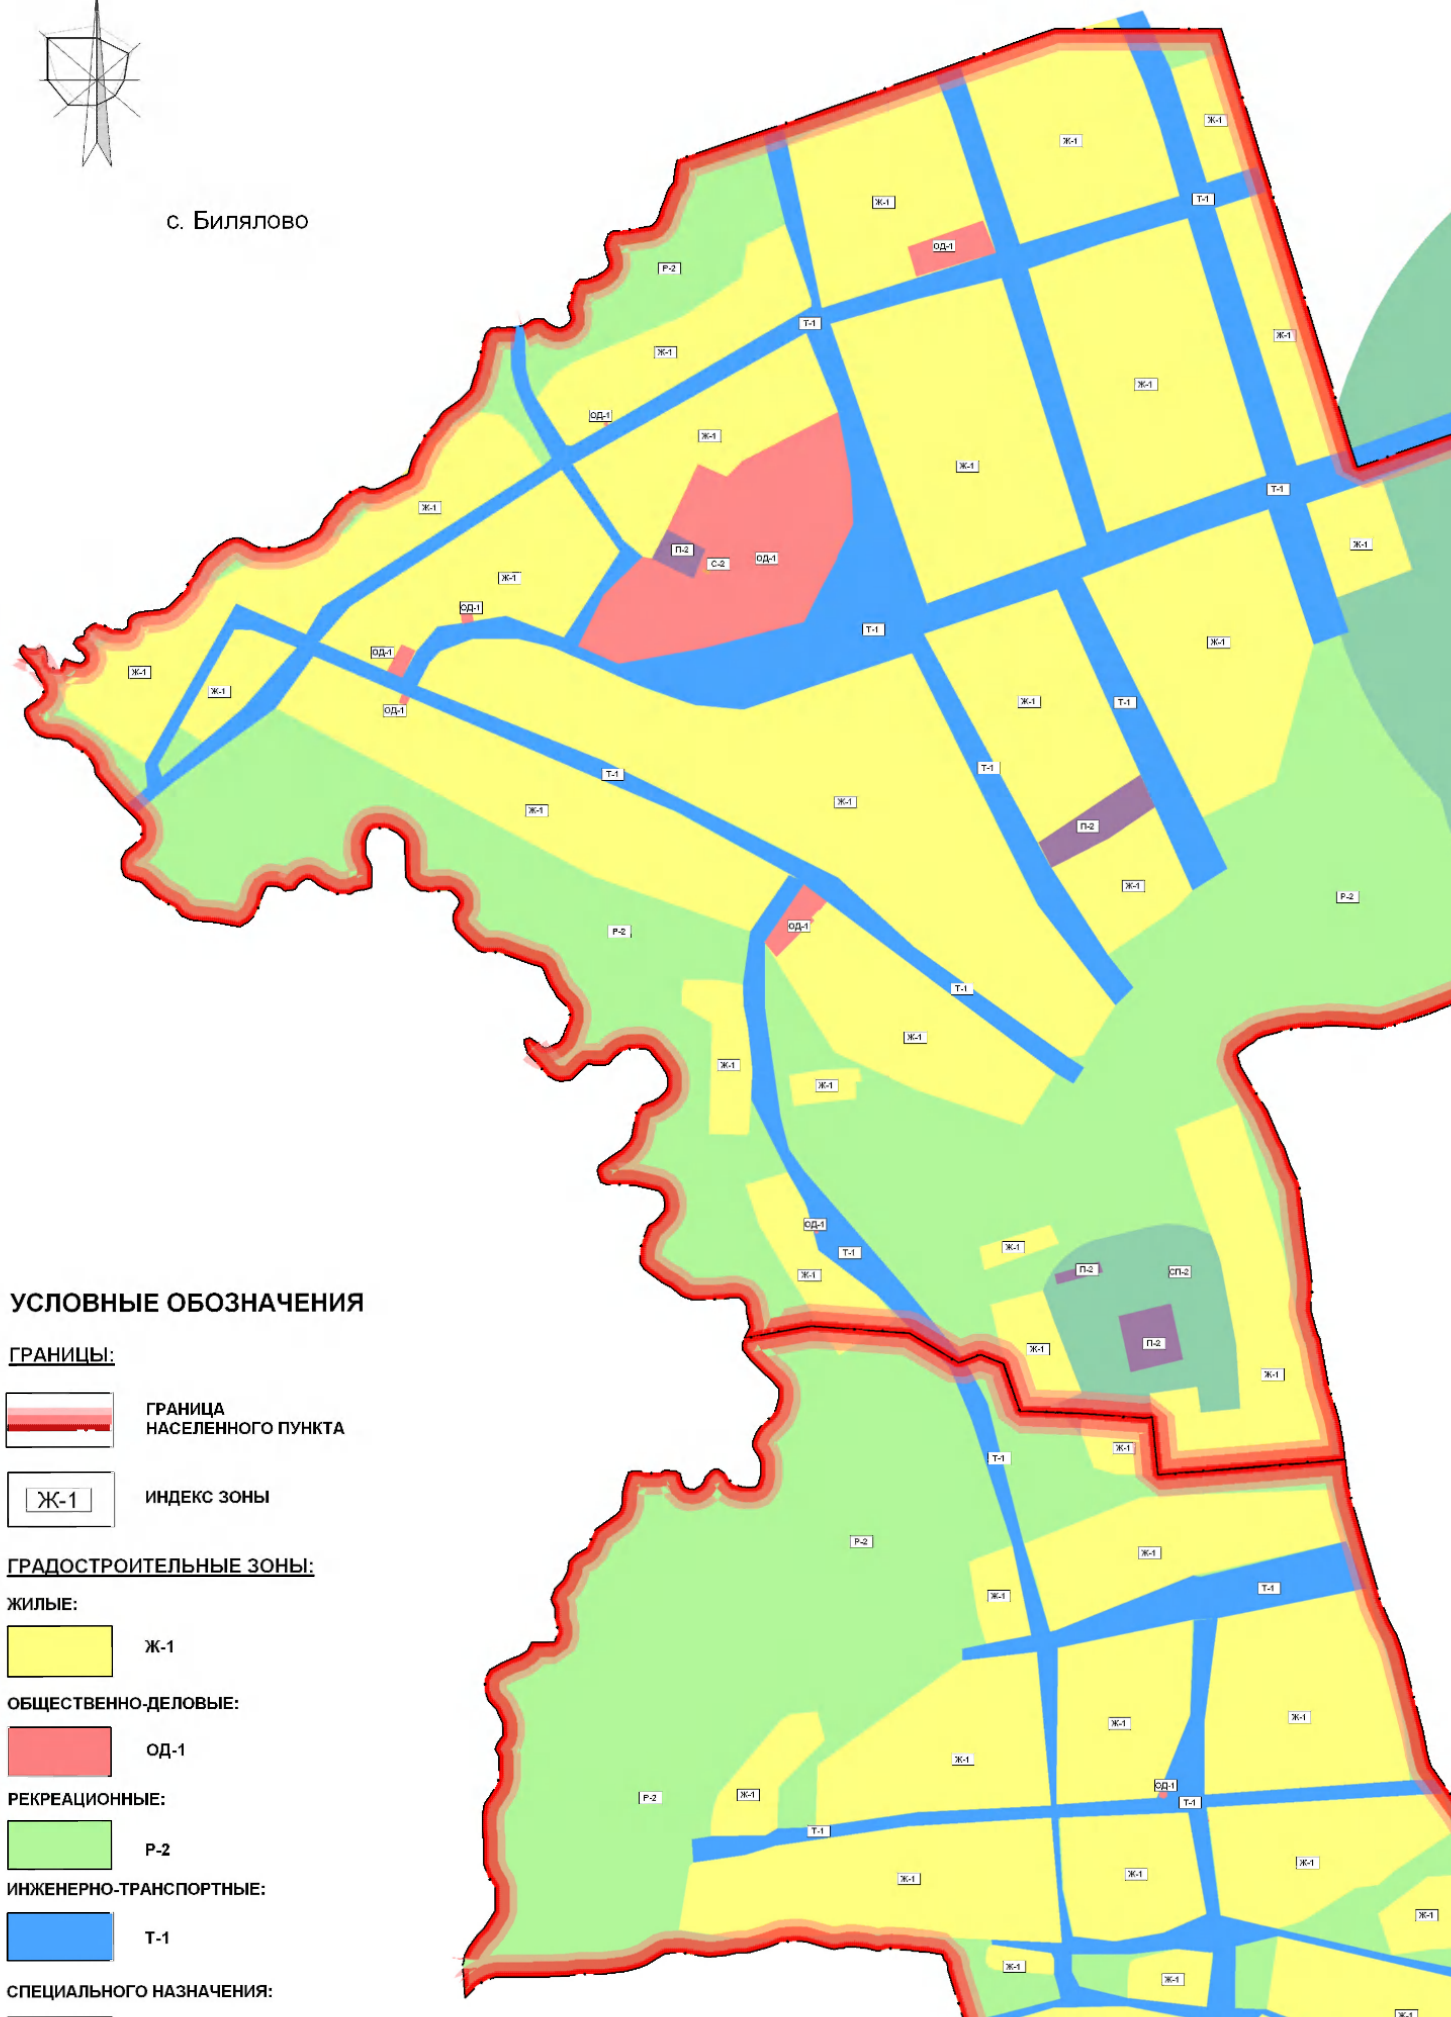 с. Билялово
Ж-1
Ж-1
Ж-1
Т-1
ОД-1
Р-2
Т-1
Ж-1
Ж-1
Ж-1
ОД-1
Ж-1
Ж-1
Т-1
Ж-1
Ж-1
П-2
С-2
ОД-1
Ж-1
ОД-1
Т-1
Ж-1
ОД-1
Ж-1
Ж-1
ОД-1
Ж-1
Т-1
Т-1
Т-1
Ж-1
Ж-1
П-2
Ж-1
Р-2
ОД-1
Р-2
Т-1
Ж-1
Ж-1
Ж-1
ОД-1
Т-1
Ж-1
Ж-1
П-2
СП-2
П-2
Ж-1
Ж-1
Ж-1
Т-1
Р-2
Ж-1
Т-1
Ж-1
Ж-1
Ж-1
Ж-1
ОД-1
Т-1
Р-2
Ж-1
Т-1
Ж-1
Ж-1
Ж-1
Ж-1
Ж-1
Ж-1
Ж-1
УСЛОВНЫЕ ОБОЗНАЧЕНИЯ
ГРАНИЦЫ:
ГРАНИЦА
НАСЕЛЕННОГО ПУНКТА
Ж-1 ИНДЕКС ЗОНЫ
ГРАДОСТРОИТЕЛЬНЫЕ ЗОНЫ:
ЖИЛЫЕ:
Ж-1
ОБЩЕСТВЕННО-ДЕЛОВЫЕ:
ОД-1
РЕКРЕАЦИОННЫЕ:
Р-2
ИНЖЕНЕРНО-ТРАНСПОРТНЫЕ:
Т-1
СПЕЦИАЛЬНОГО НАЗНАЧЕНИЯ: